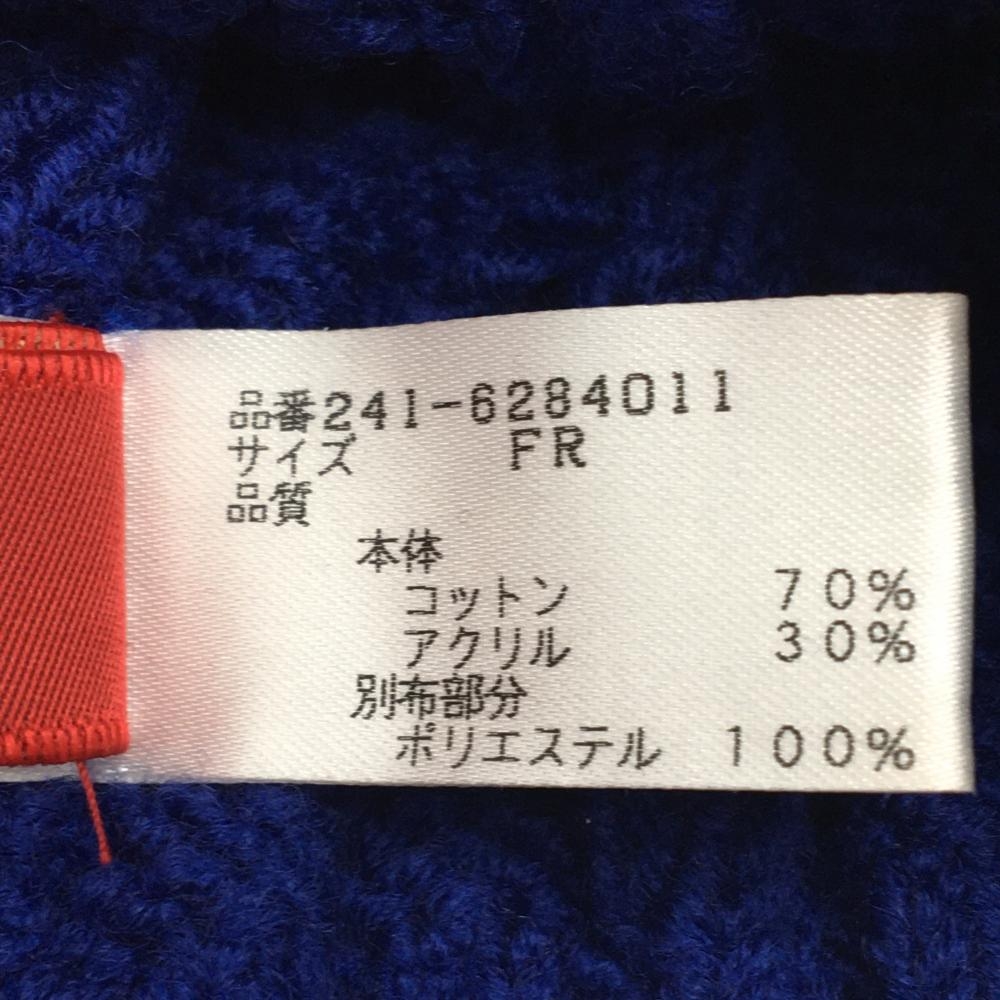 品番241-6284011
サイズ FR
品質
本体
コットン 70%
アクリル 30%
別布部分
ポリエステル 100%